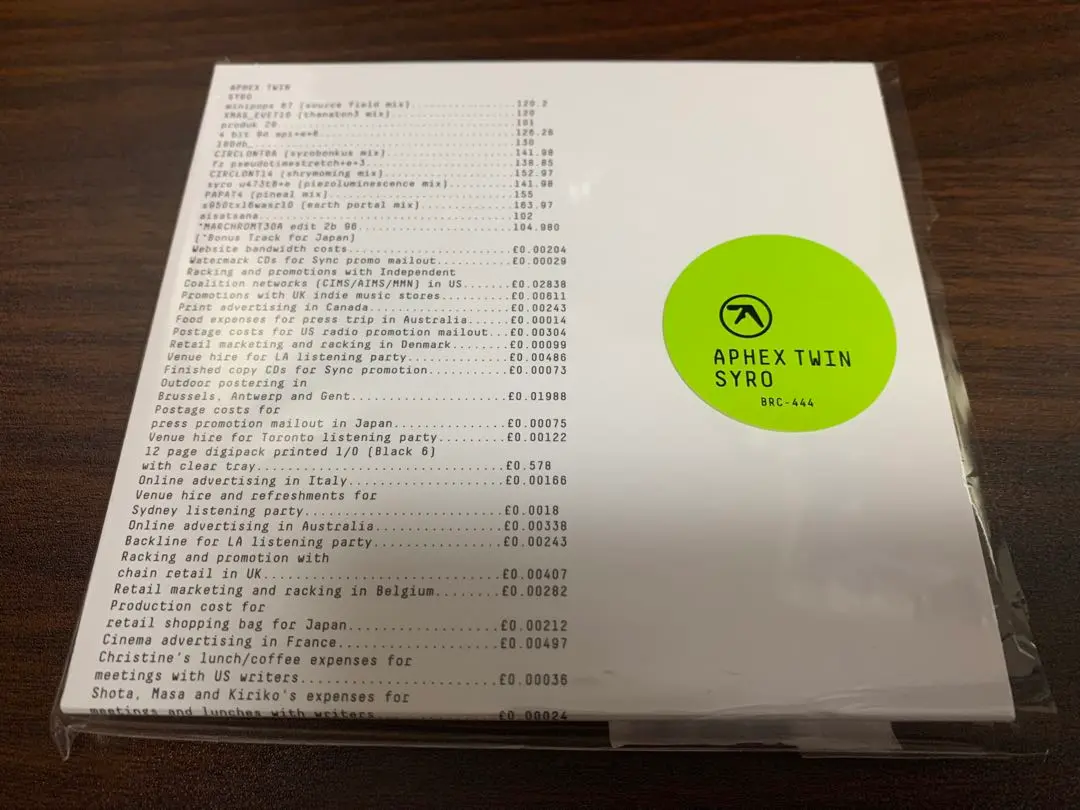 APHEX TWIN
SYRO
minipops 67 [source field mix]..................120.2
XMAS_EVET10 [thanaton3 mix].....................120
produk 29.......................................101
4 bit 9d api+e+6................................126.26
180db_..........................................130
CIRCLONT6A [syrobonkus mix].....................141.98
fz pseudotimestretch+e+3........................138.85
CIRCLONT14 [shrymoming mix].....................152.97
syro u473t8+e [piezoluminescence mix]...........141.98
PAPAT4 [pineal mix].............................155
s950tx16wasr10 [earth portal mix]...............163.97
aisatsana.......................................102
*MARCHROMT30A edit 2b 96........................104.980
[*Bonus Track for Japan]
Website bandwidth costs.....................£0.00204
Watermark CDs for Sync promo mailout..........£0.00029
Racking and promotions with Independent
Coalition networks (CIMS/AIMS/MMN) in US.......£0.02838
Promotions with UK indie music stores..........£0.00611
Print advertising in Canada...................£0.00243
Food expenses for press trip in Australia......£0.00014
Postage costs for US radio promotion mailout...£0.00304
Retail marketing and racking in Denmark........£0.00099
Venue hire for LA listening party.............£0.00486
Finished copy CDs for Sync promotion..........£0.00073
Outdoor postering in
Brussels, Antwerp and Gent....................£0.01988
Postage costs for
press promotion mailout in Japan..............£0.00075
Venue hire for Toronto listening party.........£0.00122
12 page digipack printed 1/0 (Black 6)
with clear tray...............................£0.578
Online advertising in Italy...................£0.00166
Venue hire and refreshments for
Sydney listening party........................£0.0018
Online advertising in Australia...............£0.00338
Backline for LA listening party...............£0.00243
Racking and promotion with
chain retail in UK............................£0.00407
Retail marketing and racking in Belgium........£0.00282
Production cost for
retail shopping bag for Japan.................£0.00212
Cinema advertising in France..................£0.00497
Christine's lunch/coffee expenses for
meetings with US writers......................£0.00036
Shota, Masa and Kiriko's expenses for
meetings and lunches with writers.............£0.00024
APHEX TWIN
SYRO
BRC-444